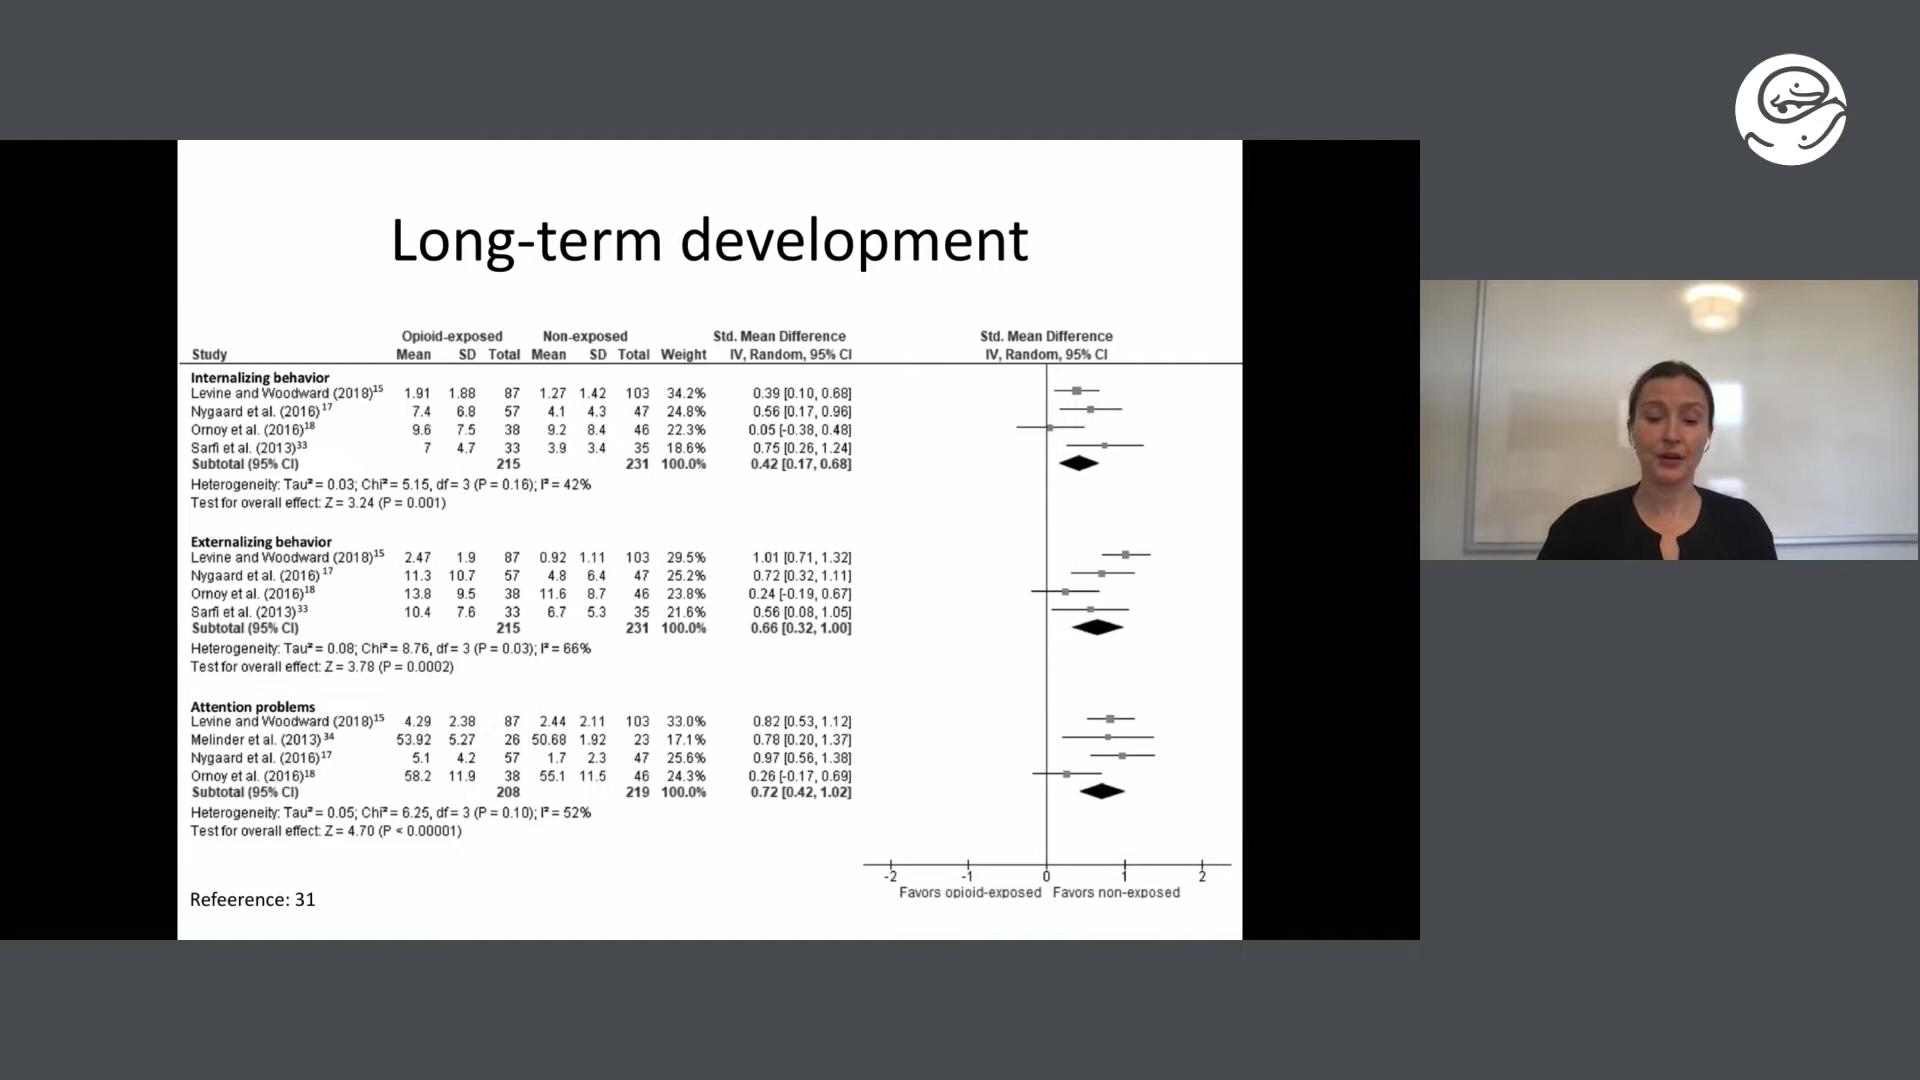 Long-term development
Opioid-exposed Non-exposed Std. Mean Difference Std. Mean Difference
Study Mean SD Total Mean SD Total Weight IV, Random, 95% CI IV, Random, 95% CI
Internalizing behavior
Levine and Woodward (2018)15 1.91 1.88 87 1.27 1.42 103 34.2% 0.39 [0.10, 0.68]
Nygaard et al. (2016)17 7.4 6.8 57 4.1 4.3 47 24.8% 0.56 [0.17, 0.96]
Ornoy et al. (2016)18 9.6 7.5 38 9.2 8.4 46 22.3% 0.05 [-0.38, 0.48]
Sarfi et al. (2013)33 7 4.7 33 3.9 3.4 35 18.6% 0.75 [0.26, 1.24]
Subtotal (95% CI) 215 231 100.0% 0.42 [0.17, 0.68]
Heterogeneity: Tau² = 0.03; Chi² = 5.15, df = 3 (P = 0.16); I² = 42%
Test for overall effect: Z = 3.24 (P = 0.001)
Externalizing behavior
Levine and Woodward (2018)15 2.47 1.9 87 0.92 1.11 103 29.5% 1.01 [0.71, 1.32]
Nygaard et al. (2016)17 11.3 10.7 57 4.8 6.4 47 25.2% 0.72 [0.32, 1.11]
Ornoy et al. (2016)18 13.8 9.5 38 11.6 8.7 46 23.8% 0.24 [-0.19, 0.67]
Sarfi et al. (2013)33 10.4 7.6 33 6.7 5.3 35 21.6% 0.56 [0.08, 1.05]
Subtotal (95% CI) 215 231 100.0% 0.66 [0.32, 1.00]
Heterogeneity: Tau² = 0.08; Chi² = 8.76, df = 3 (P = 0.03); I² = 66%
Test for overall effect: Z = 3.78 (P = 0.0002)
Attention problems
Levine and Woodward (2018)15 4.29 2.38 87 2.44 2.11 103 33.0% 0.82 [0.53, 1.12]
Melinder et al. (2013)34 53.92 5.27 26 50.68 1.92 23 17.1% 0.78 [0.20, 1.37]
Nygaard et al. (2016)17 5.1 4.2 57 1.7 2.3 47 25.6% 0.97 [0.56, 1.38]
Ornoy et al. (2016)18 58.2 11.9 38 55.1 11.5 46 24.3% 0.26 [-0.17, 0.69]
Subtotal (95% CI) 208 219 100.0% 0.72 [0.42, 1.02]
Heterogeneity: Tau² = 0.05; Chi² = 6.25, df = 3 (P = 0.10); I² = 52%
Test for overall effect: Z = 4.70 (P < 0.00001)
-2 -1 0 1 2
Favors opioid-exposed Favors non-exposed
Refeerence: 31